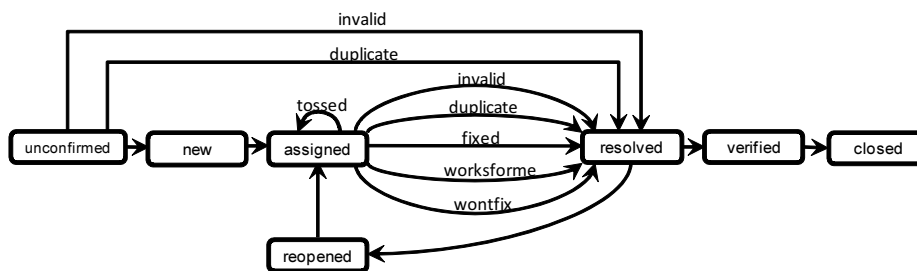 invalid
duplicate
invalid
tossed
duplicate
fixed
unconfirmed
new
assigned
resolved
verified
closed
worksforme
wontfix
reopened